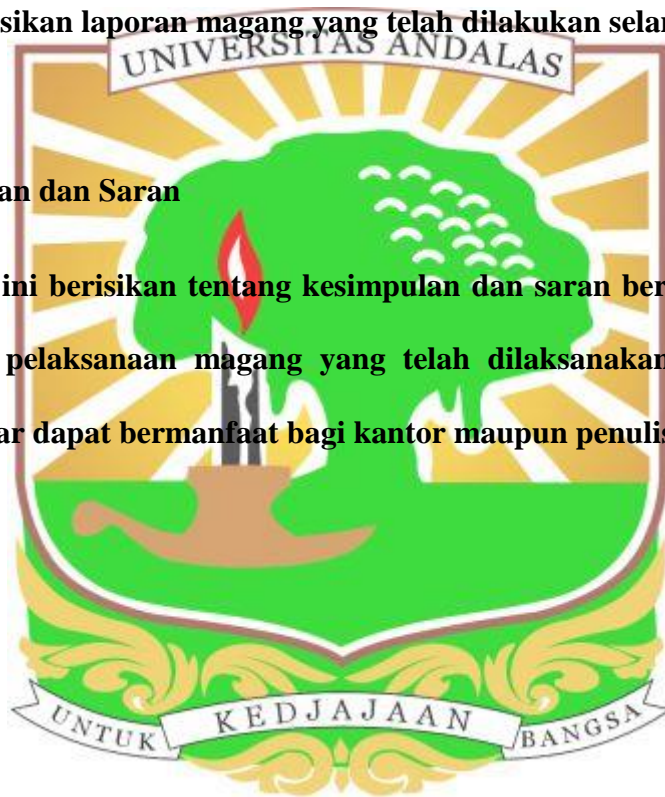 sikan laporan magang yang telah dilakukan selar
UNIVERSITAS ANDALAS
an dan Saran
ini berisikan tentang kesimpulan dan saran ber
pelaksanaan magang yang telah dilaksanakan
ar dapat bermanfaat bagi kantor maupun penulis
UNTUK KEDJAJAAN BANGSA